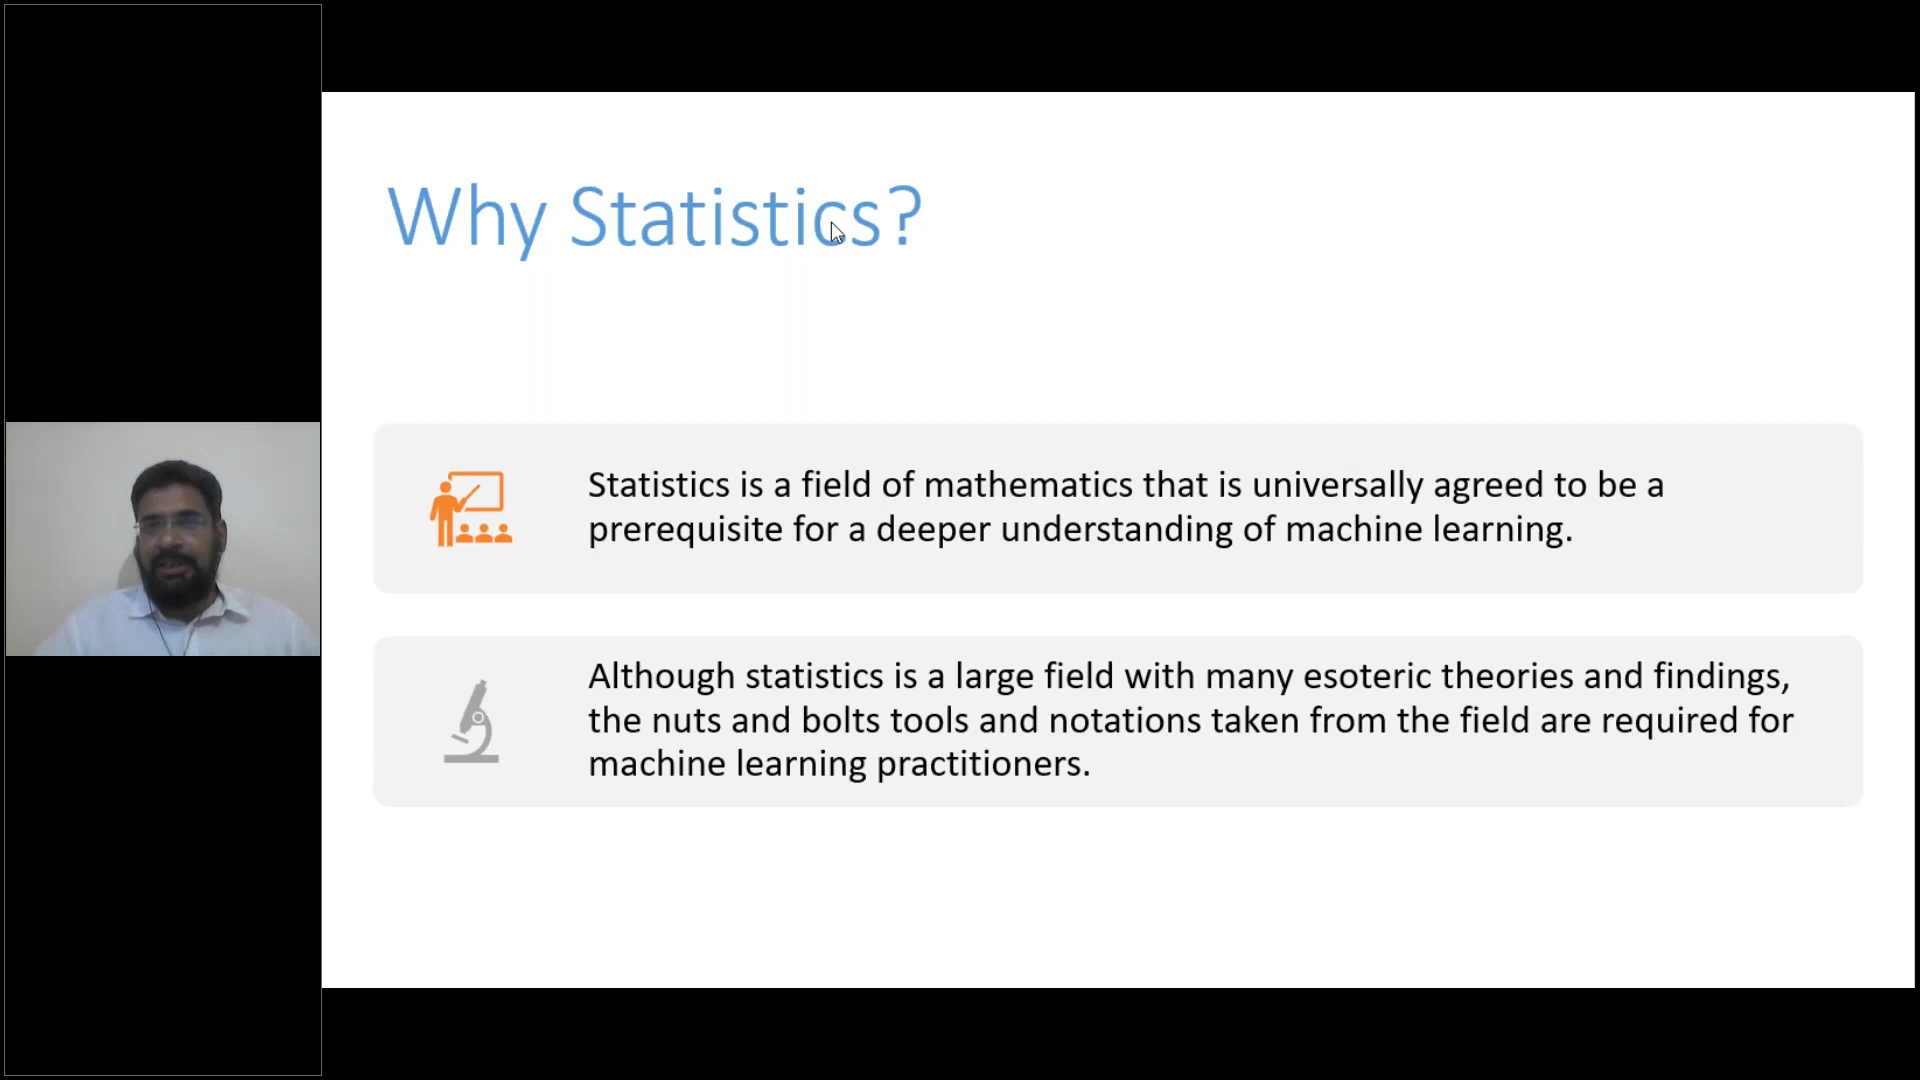 Why Statistics?
Statistics is a field of mathematics that is universally agreed to be a
prerequisite for a deeper understanding of machine learning.
Although statistics is a large field with many esoteric theories and findings,
the nuts and bolts tools and notations taken from the field are required for
machine learning practitioners.